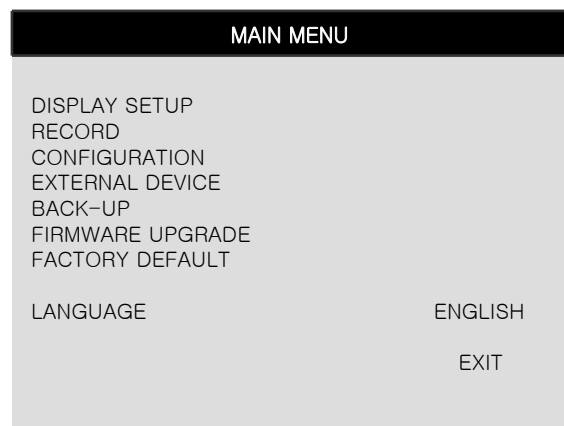 MAIN MENU
DISPLAY SETUP
RECORD
CONFIGURATION
EXTERNAL DEVICE
BACK-UP
FIRMWARE UPGRADE
FACTORY DEFAULT
LANGUAGE ENGLISH
EXIT